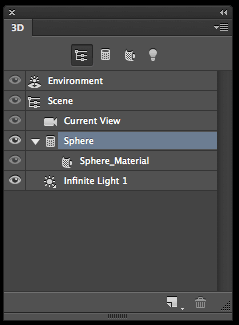 3D
Environment
Scene
Current View
Sphere
Sphere_Material
Infinite Light 1